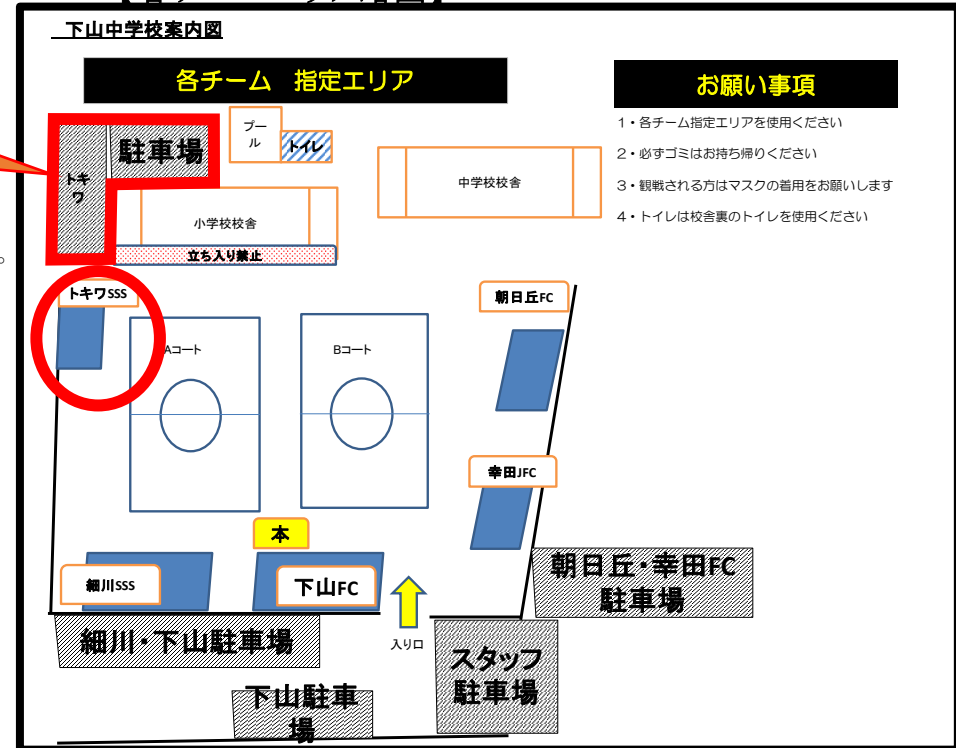 下山中学校案内図
各チーム　指定エリア
お願い事項
1・各チーム指定エリアを使用ください
2・必ずゴミはお持ち帰りください
3・観戦される方はマスクの着用をお願いします
4・トイレは校舎裏のトイレを使用ください
プー
ル
トイレ
駐車場
トキ
ワ
中学校校舎
小学校校舎
立ち入り禁止
。
トキワSSS
朝日丘FC
Aコート
Bコート
幸田JFC
本
細川SSS
下山FC
朝日丘・幸田FC
駐車場
入り口
細川・下山駐車場
スタッフ
駐車場
下山駐車
場